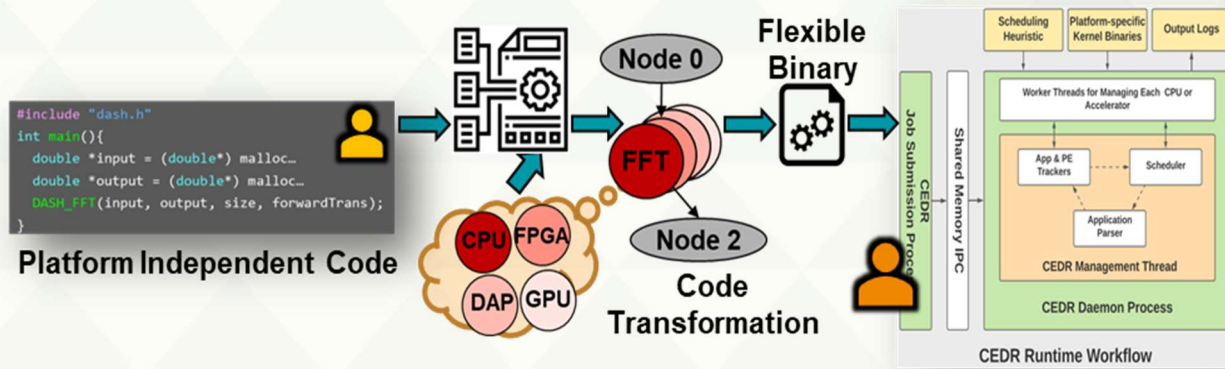 #include "dash.h"
int main(){
double *input = (double*) malloc…
double *output = (double*) malloc…
DASH_FFT(input, output, size, forwardTrans);
}
Platform Independent Code
CPU
FPGA
DAP
GPU
Node 0
FFT
Node 2
Code
Transformation
Flexible
Binary
Scheduling
Heuristic
Platform-specific
Kernel Binaries
Output Logs
CEDR
Job Submission Process
Shared Memory IPC
Worker Threads for Managing Each CPU or
Accelerator
App & PE
Trackers
Scheduler
Application
Parser
CEDR Management Thread
CEDR Daemon Process
CEDR Runtime Workflow